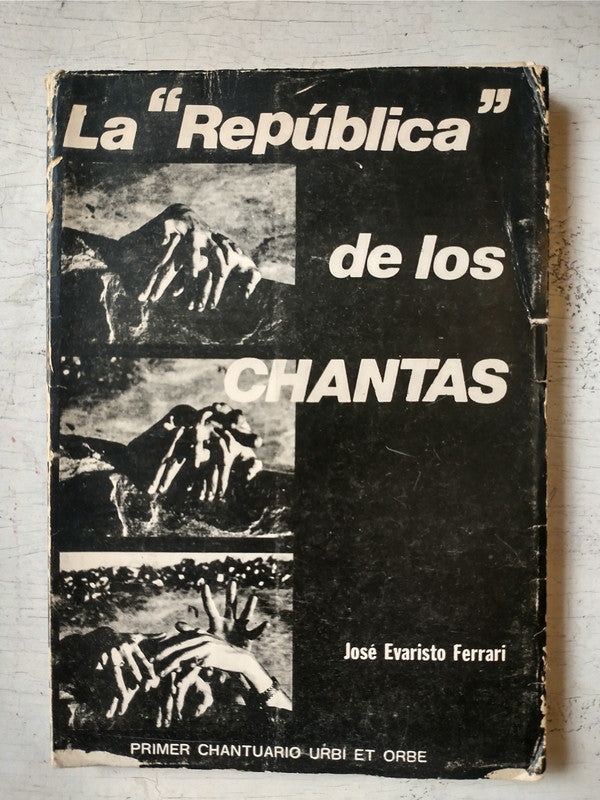 La “República”
de los
CHANTAS
José Evaristo Ferrari
PRIMER CHANTUARIO URBI ET ORBE